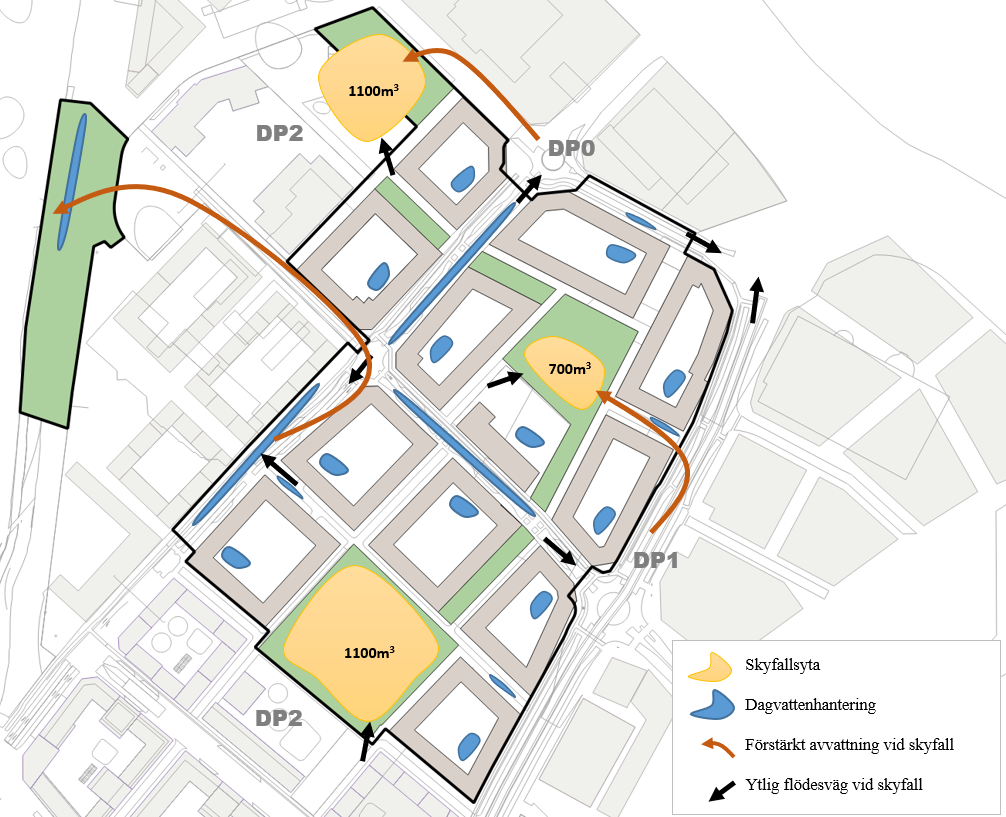 1100m³
DP2
DP0
700m³
DP1
1100m³
DP2
Skyfallsyta
Dagvattenhantering
Förstärkt avvattning vid skyfall
Ytlig flödesväg vid skyfall